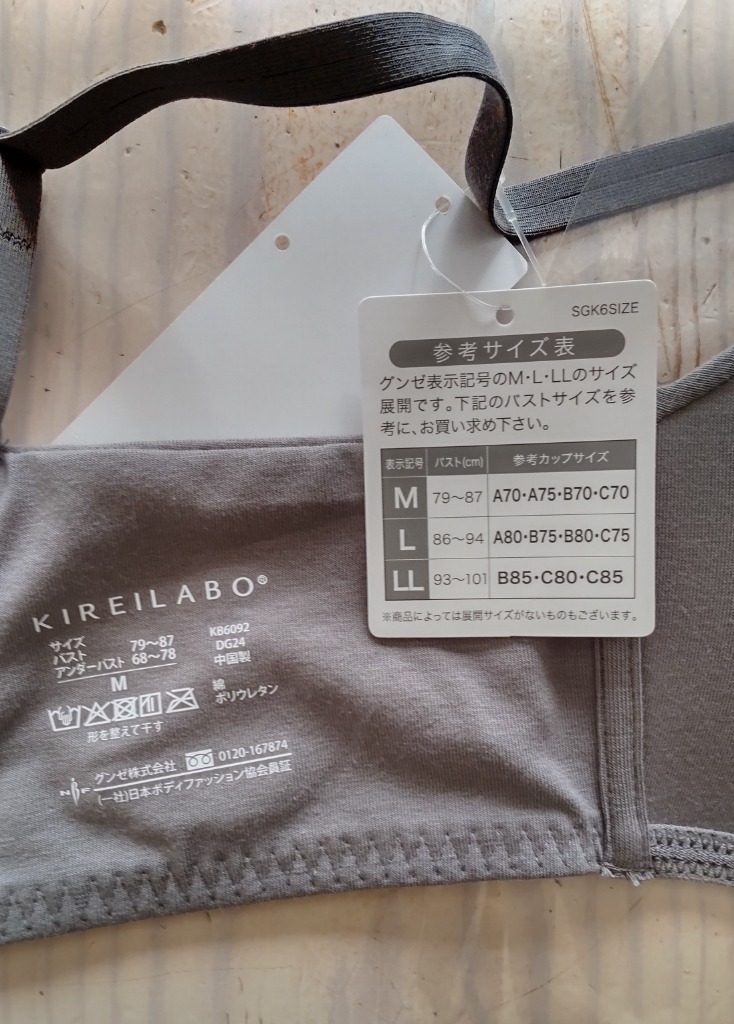 SGK6SIZE
参考サイズ表
グンゼ表示記号のM・L・LLのサイズ
展開です。下記のバストサイズを参
考に、お買い求め下さい。
表示記号 バスト(cm) 参考カップサイズ
M 79〜87 A70・A75・B70・C70
L 86〜94 A80・B75・B80・C75
LL 93〜101 B85・C80・C85
※商品によっては展開サイズがないものもございます。
KIREILABO®
サイズ
バスト 79〜87
アンダーバスト 68〜78
M
KB6092
DG24
中国製
綿
ポリウレタン
形を整えて干す
グンゼ株式会社 0120-167874
NBF (一社)日本ボディファッション協会員証